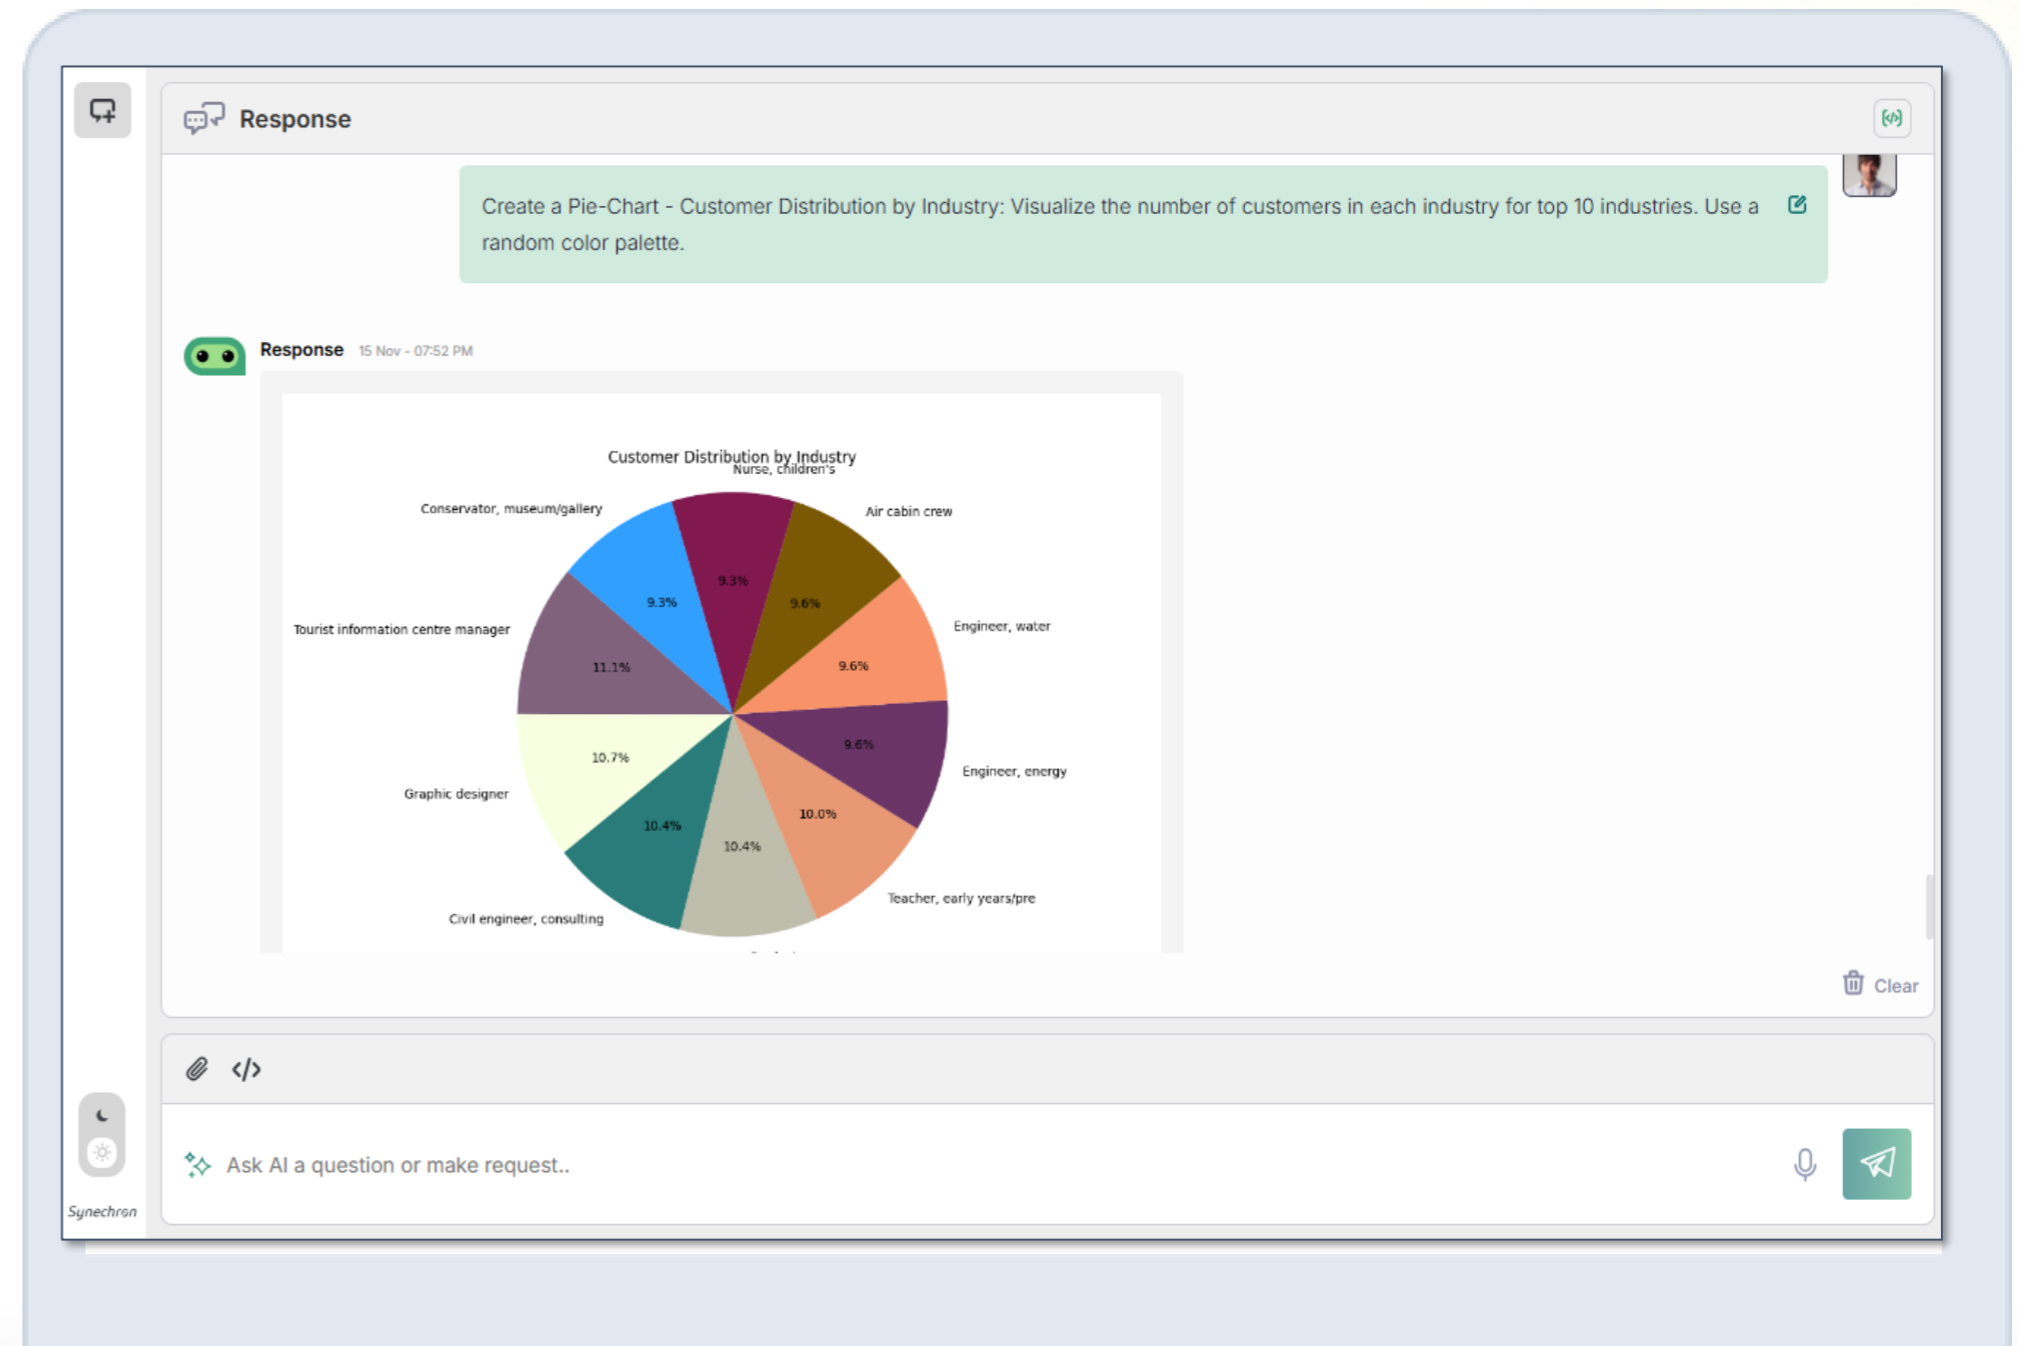 Response
Create a Pie-Chart - Customer Distribution by Industry: Visualize the number of customers in each industry for top 10 industries. Use a
random color palette.
Response 15 Nov - 07:52 PM
Customer Distribution by Industry
Nurse, children's
Conservator, museum/gallery
Air cabin crew
9.3%
9.3%
9.6%
Engineer, water
Tourist information centre manager
11.1%
9.6%
9.6%
10.7%
Engineer, energy
Graphic designer
10.4%
10.0%
10.4%
Teacher, early years/pre
Civil engineer, consulting
Clear
</>
Ask AI a question or make request..
Synechron